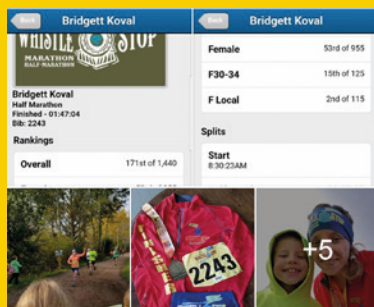 Back
Bridgett Koval
WHISTLE STOP
MARATHON
HALF-MARATHON
Bridgett Koval
Half Marathon
Finished - 01:47:04
Bib: 2243
Rankings
Overall 171st of 1,440
Back
Bridgett Koval
Female 53rd of 955
F30-34 15th of 125
F Local 2nd of 115
Splits
Start
8:30:23AM
2243
+5